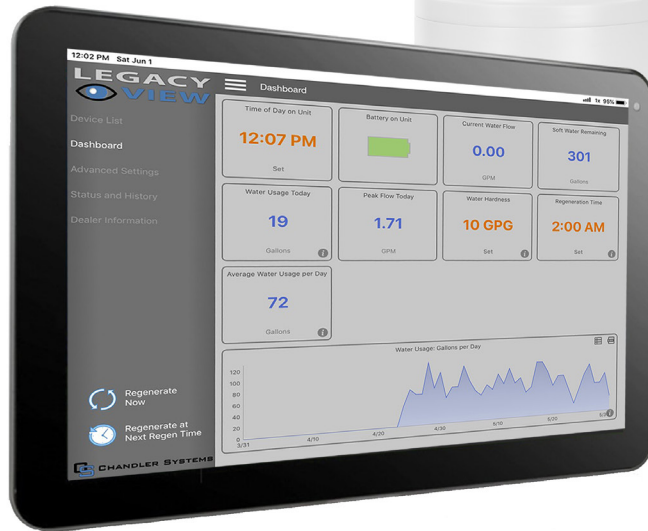 12:02 PM Sat Jun 1
1x 95%
LEGACY
VIEW
Dashboard
Device List
Dashboard
Advanced Settings
Status and History
Dealer Information
Regenerate
Now
Regenerate at
Next Regen Time
CS CHANDLER SYSTEMS
Time of Day on Unit
12:07 PM
Set
Battery on Unit
Current Water Flow
0.00
GPM
Soft Water Remaining
301
Gallons
Water Usage Today
19
Gallons
Peak Flow Today
1.71
GPM
Water Hardness
10 GPG
Set
Regeneration Time
2:00 AM
Set
Average Water Usage per Day
72
Gallons
Water Usage: Gallons per Day
120
100
80
60
40
20
0
3/31 4/10 4/20 4/30 5/10 5/20